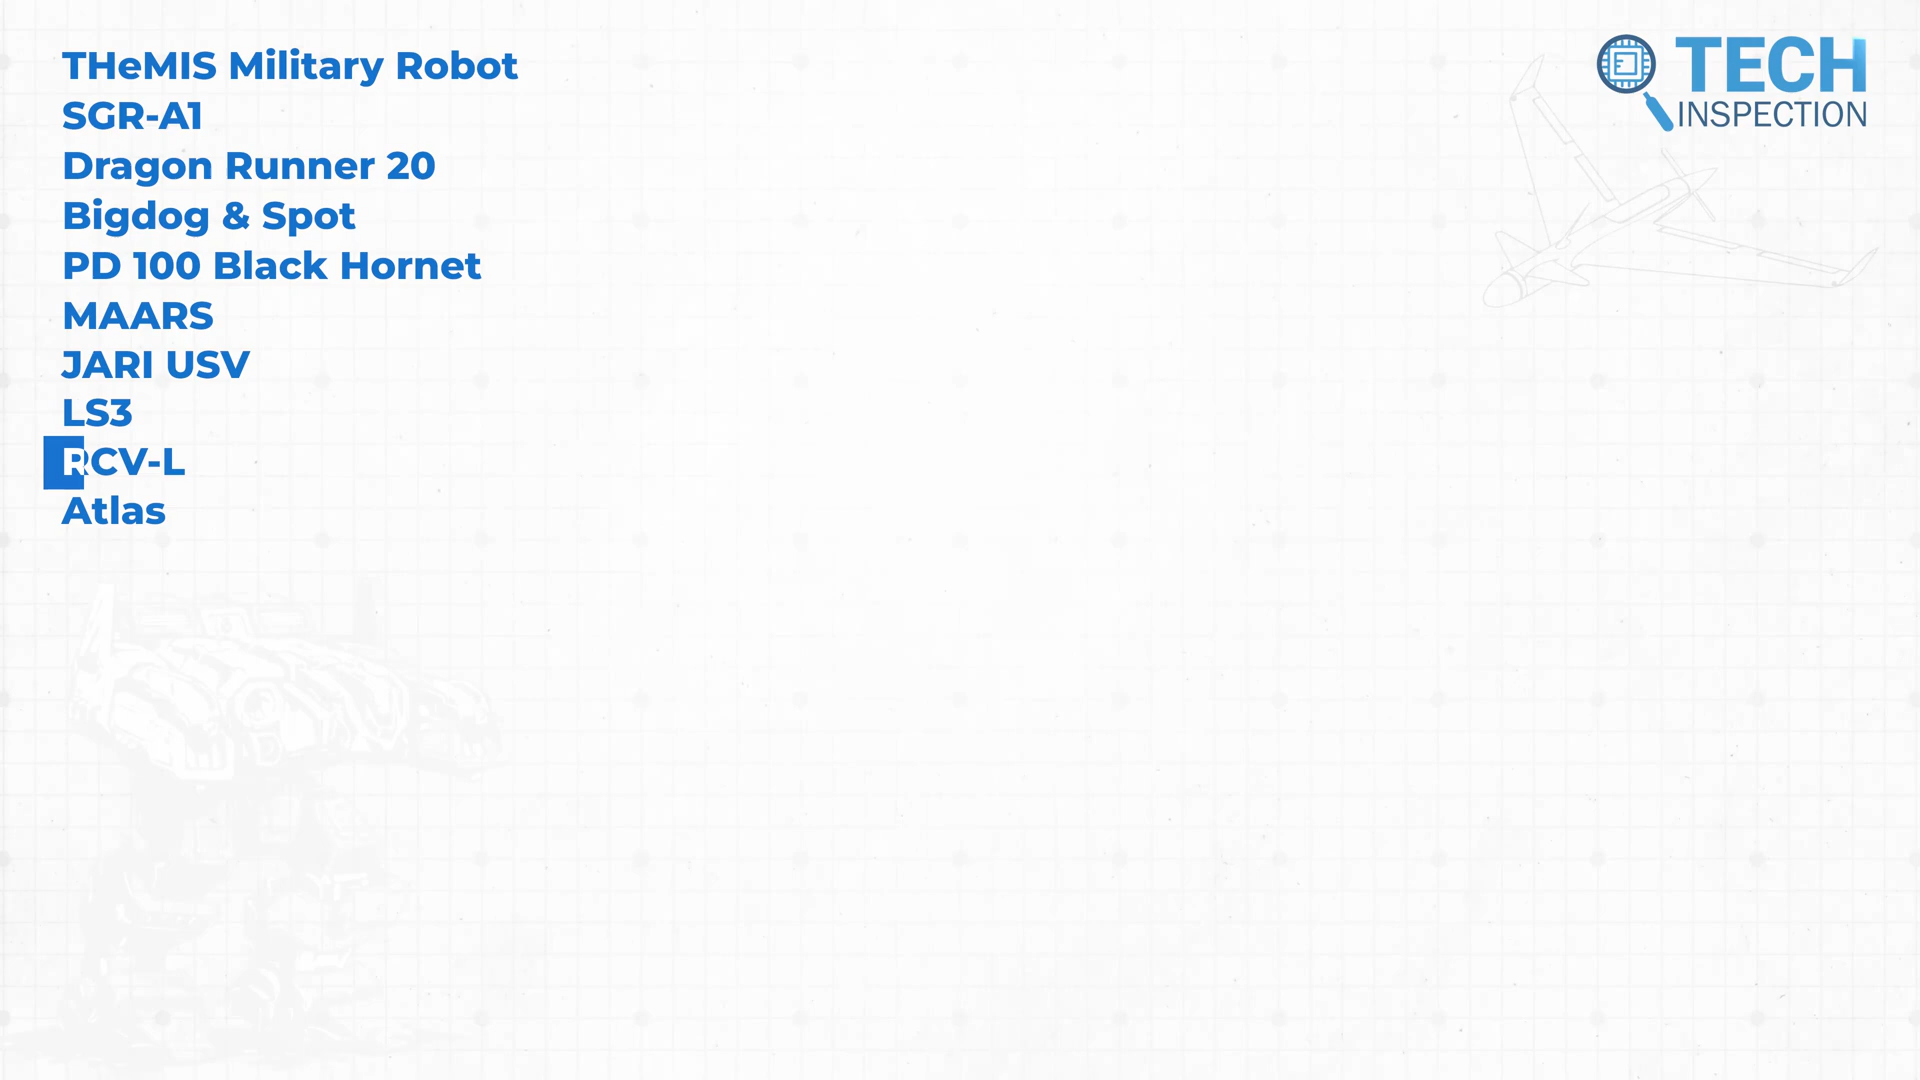 THeMIS Military Robot
SGR-A1
Dragon Runner 20
Bigdog & Spot
PD 100 Black Hornet
MAARS
JARI USV
LS3
RCV-L
Atlas
TECH
INSPECTION